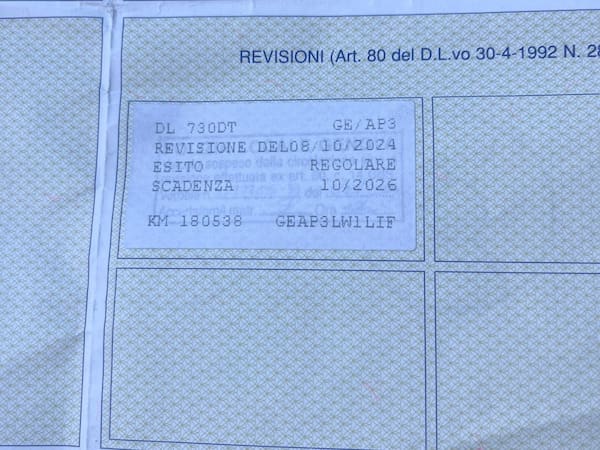 REVISIONI (Art. 80 del D.L.vo 30-4-1992 N. 28
DL 730DT GE/AP3
REVISIONE DEL08/10/2024
ESITO REGOLARE
SCADENZA 10/2026
KM 180538 GEAP3LW1LIF